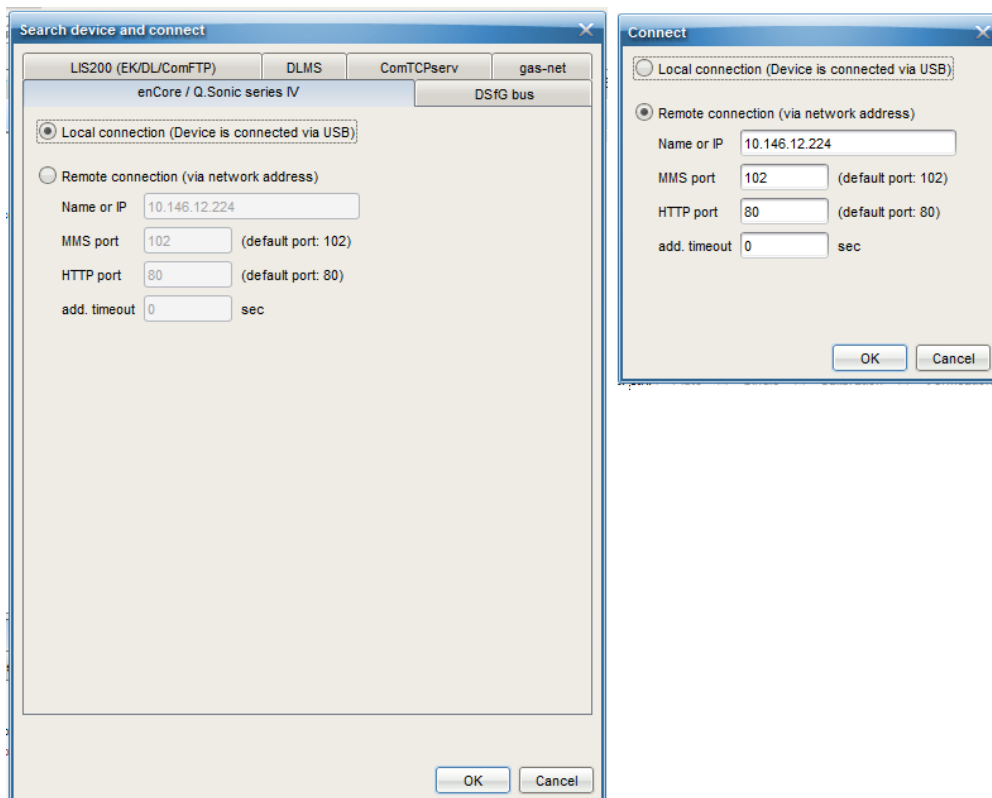 Search device and connect
LIS200 (EK/DL/ComFTP) DLMS ComTCPserv gas-net
enCore / Q.Sonic series IV DSfG bus
Local connection (Device is connected via USB)
Remote connection (via network address)
Name or IP 10.146.12.224
MMS port 102 (default port: 102)
HTTP port 80 (default port: 80)
add. timeout 0 sec
OK Cancel
Connect
Local connection (Device is connected via USB)
Remote connection (via network address)
Name or IP 10.146.12.224
MMS port 102 (default port: 102)
HTTP port 80 (default port: 80)
add. timeout 0 sec
OK Cancel